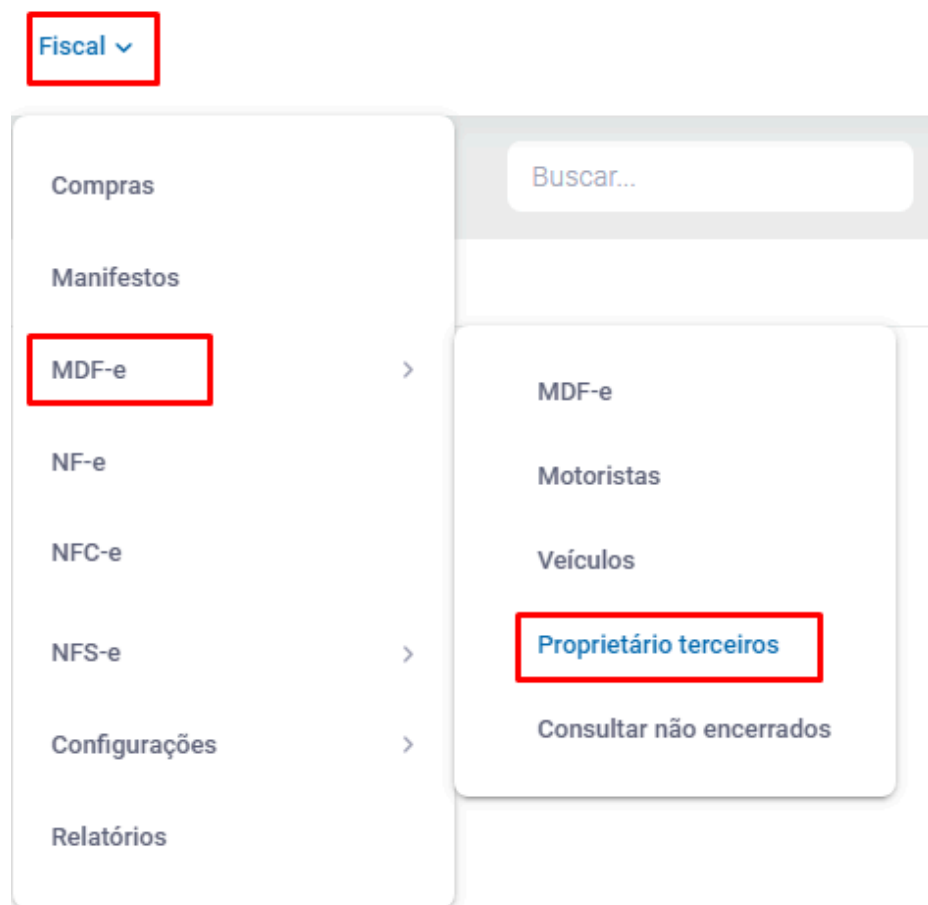 Fiscal
Compras
Buscar...
Manifestos
MDF-e
NF-e
NFC-e
NFS-e
Configurações
Relatórios
MDF-e
Motoristas
Veículos
Proprietário terceiros
Consultar não encerrados